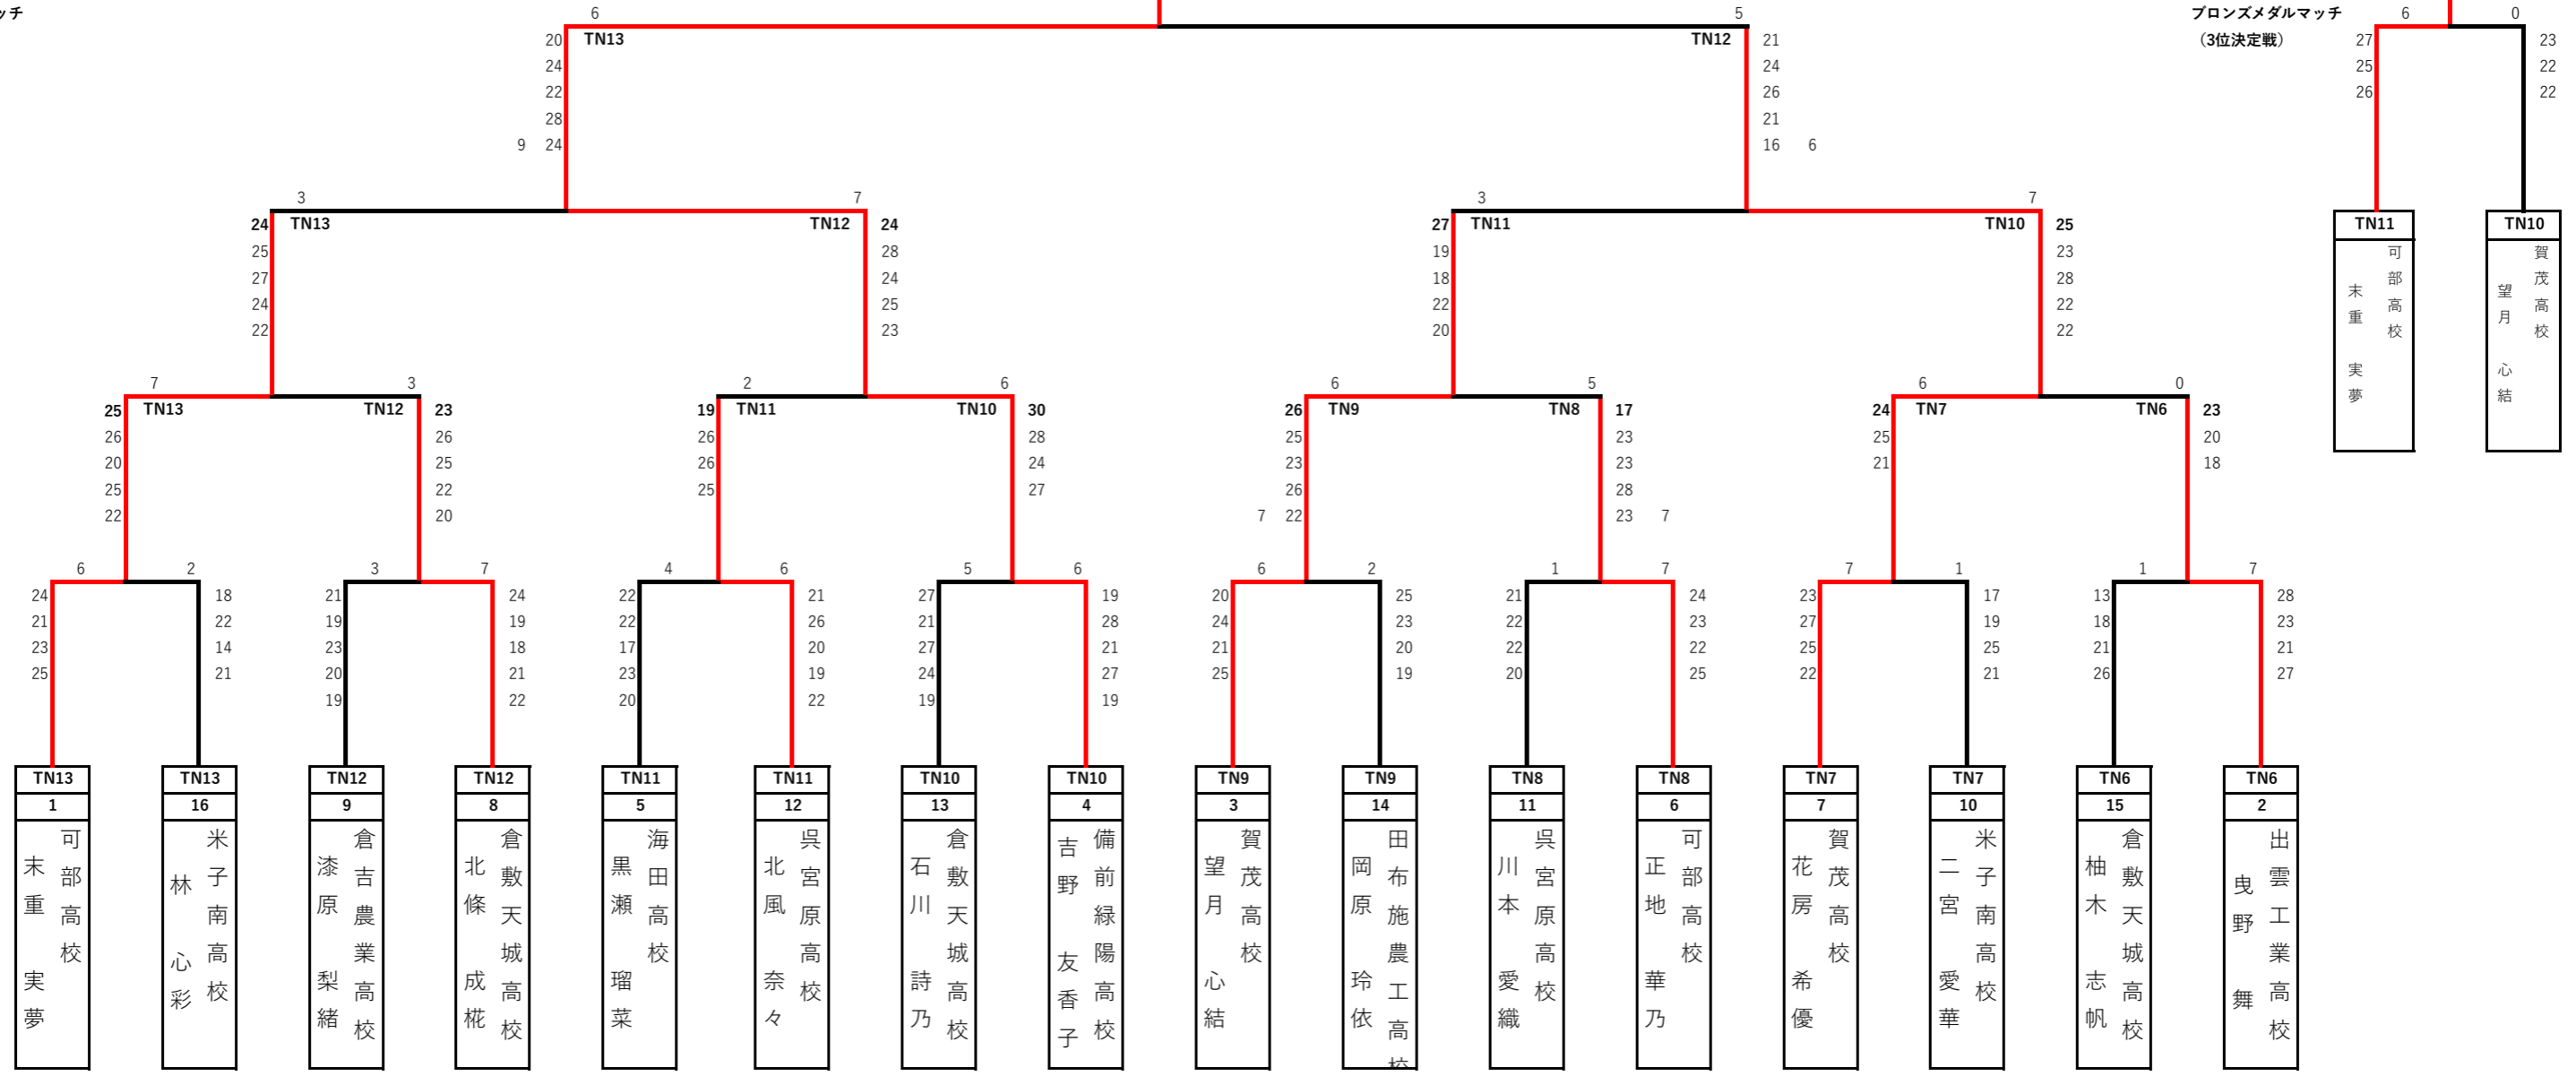 ッチ
6 5
ブロンズメダルマッチ 6 0
TN13 TN12
（3位決定戦）
20 21 27 23
24 24 25 22
22 26 26 22
28 21
9 24 16 6
3 7 3 7
24 TN13 TN12 24 27 TN11 TN10 25
25 28 19 23
27 24 18 28
24 25 22 22
22 23 20 22
TN11 TN10
可部高校
末重 実夢
賀茂高校
望月 心結
7 3 2 6 6 5 6 0
25 TN13 TN12 23 19 TN11 TN10 30 26 TN9 TN8 17 24 TN7 TN6 23
26 26 26 28 25 23 25 20
20 25 26 24 23 23 21 18
25 22 25 27 26 28
22 20 7 22 23 7
6 2 3 7 4 6 5 6 6 2 1 7 7 1 1 7
24 18 21 24 22 21 27 19 20 25 21 24 23 17 13 28
21 22 19 19 22 26 21 28 24 23 22 23 27 19 18 23
23 14 23 18 17 20 27 21 21 20 22 22 25 25 21 21
25 21 20 21 23 19 24 27 25 19 20 25 22 21 26 27
19 22 20 22 19 19
TN13 TN13 TN12 TN12 TN11 TN11 TN10 TN10 TN9 TN9 TN8 TN8 TN7 TN7 TN6 TN6
1 16 9 8 5 12 13 4 3 14 11 6 7 10 15 2
可部高校
末重 実夢
米子南高校
林 心彩
倉吉農業高校
漆原 梨緒
倉敷天城高校
北條 成椛
海田高校
黒瀬 瑠菜
呉宮原高校
北風 奈々
倉敷天城高校
石川 詩乃
備前緑陽高校
吉野 友香子
賀茂高校
望月 心結
田布施農工高校
岡原 玲依
呉宮原高校
川本 愛織
可部高校
正地 華乃
賀茂高校
花房 希優
米子南高校
二宮 愛華
倉敷天城高校
柚木 志帆
出雲工業高校
曳野 舞